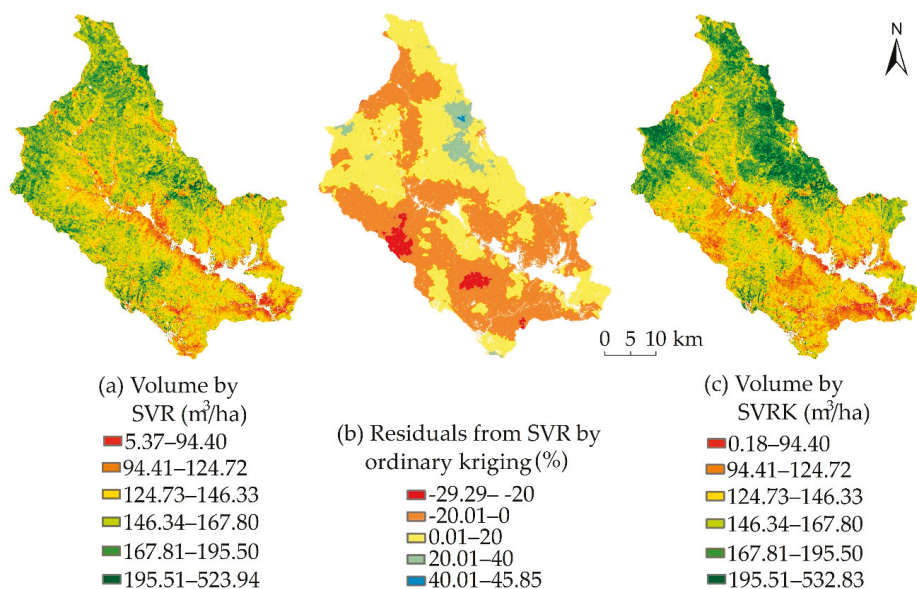 N
0 5 10 km
(a) Volume by
SVR (m³/ha)
5.37–94.40
94.41–124.72
124.73–146.33
146.34–167.80
167.81–195.50
195.51–523.94
(b) Residuals from SVR by
ordinary kriging (%)
-29.29– -20
-20.01–0
0.01–20
20.01–40
40.01–45.85
(c) Volume by
SVRK (m³/ha)
0.18–94.40
94.41–124.72
124.73–146.33
146.34–167.80
167.81–195.50
195.51–532.83